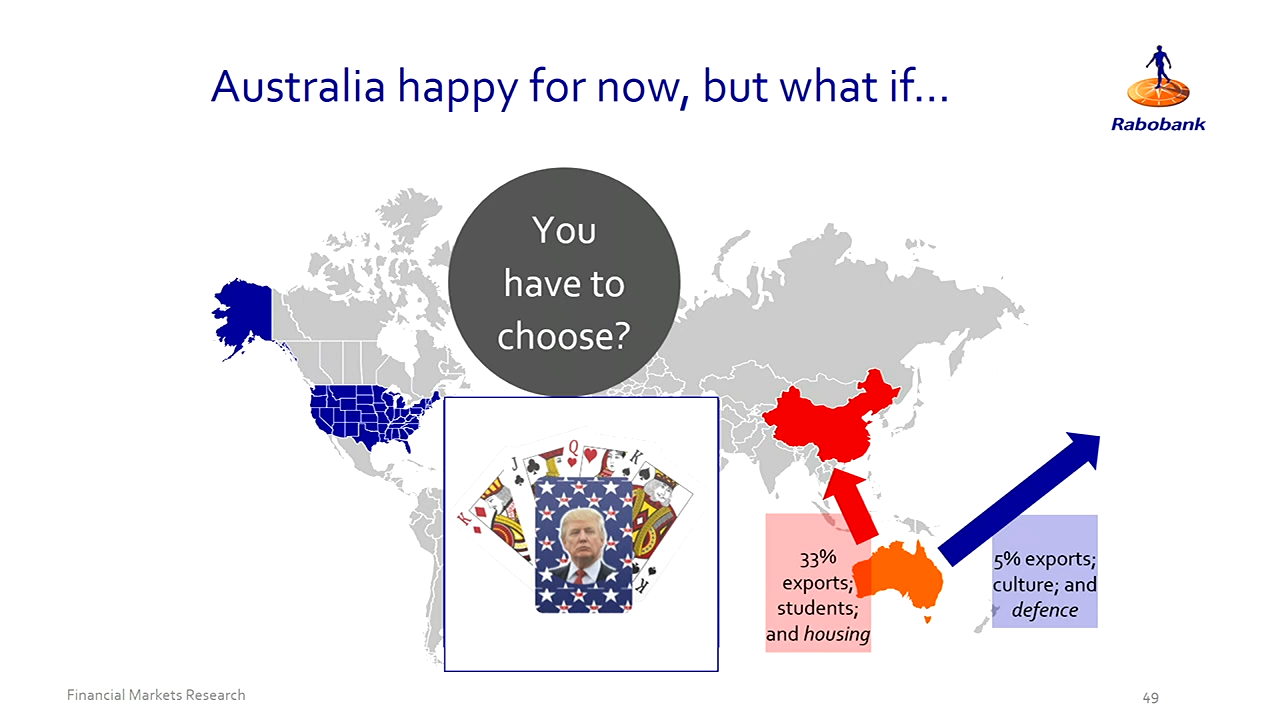 Australia happy for now, but what if...
Rabobank
You
have to
choose?
K
J
Q
K
K
33%
exports;
students;
and housing
5% exports;
culture; and
defence
Financial Markets Research
49